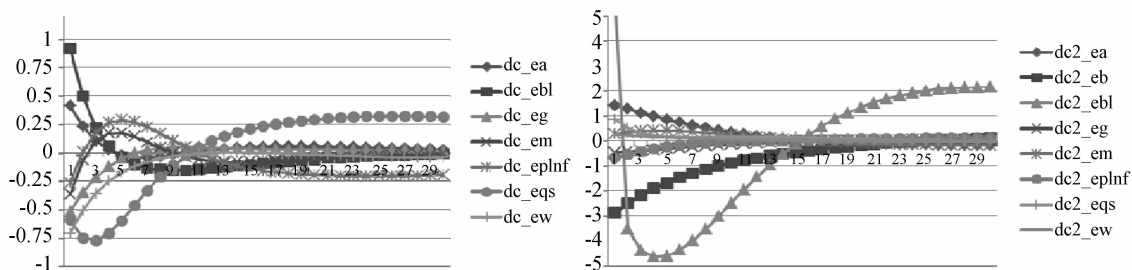 1
0.75
0.5
0.25
0
-0.25
-0.5
-0.75
-1
1 3 5 7 9 11 13 15 17 19 21 23 25 27 29
dc_ea
dc_ebl
dc_eg
dc_em
dc_eplnf
dc_eqs
dc_ew
5
4
3
2
1
0
-1
-2
-3
-4
-5
1 3 5 7 9 11 13 15 17 19 21 23 25 27 29
dc2_ea
dc2_eb
dc2_ebl
dc2_eg
dc2_em
dc2_eplnf
dc2_eqs
dc2_ew